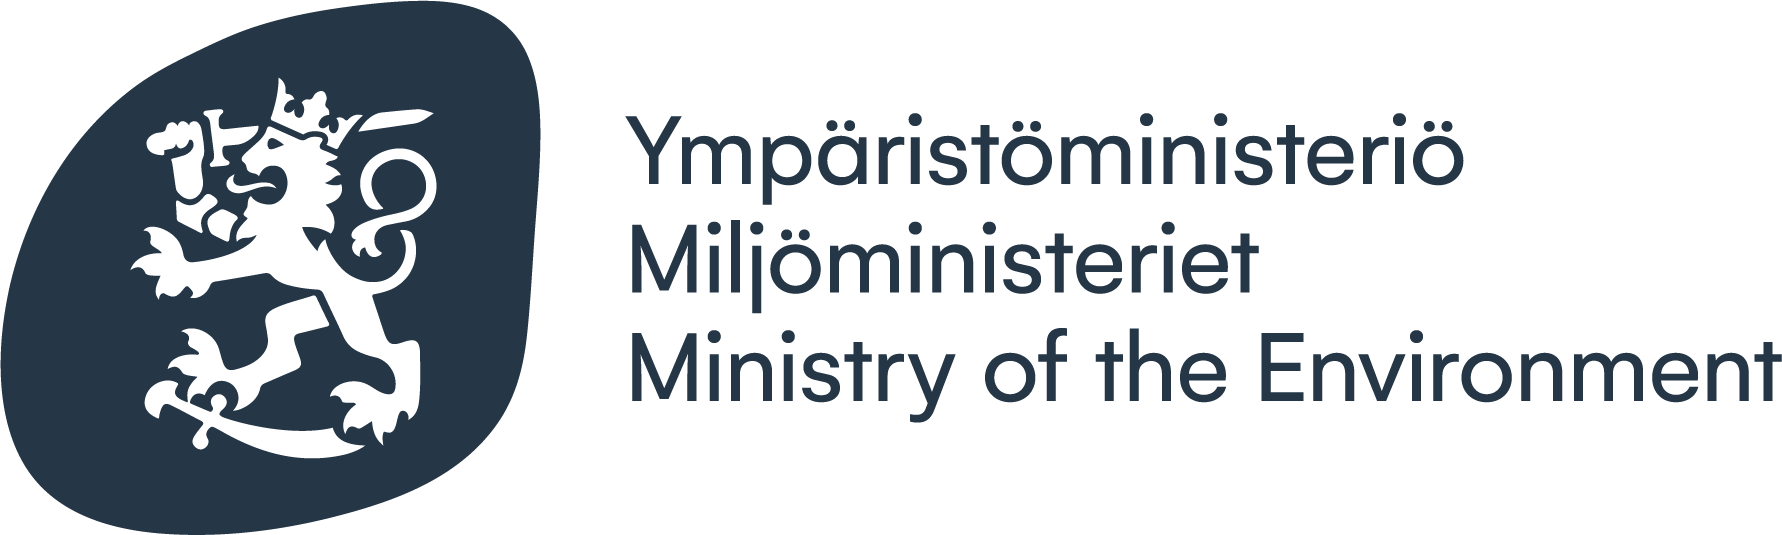 Ympäristöministeriö
Miljöministeriet
Ministry of the Environment